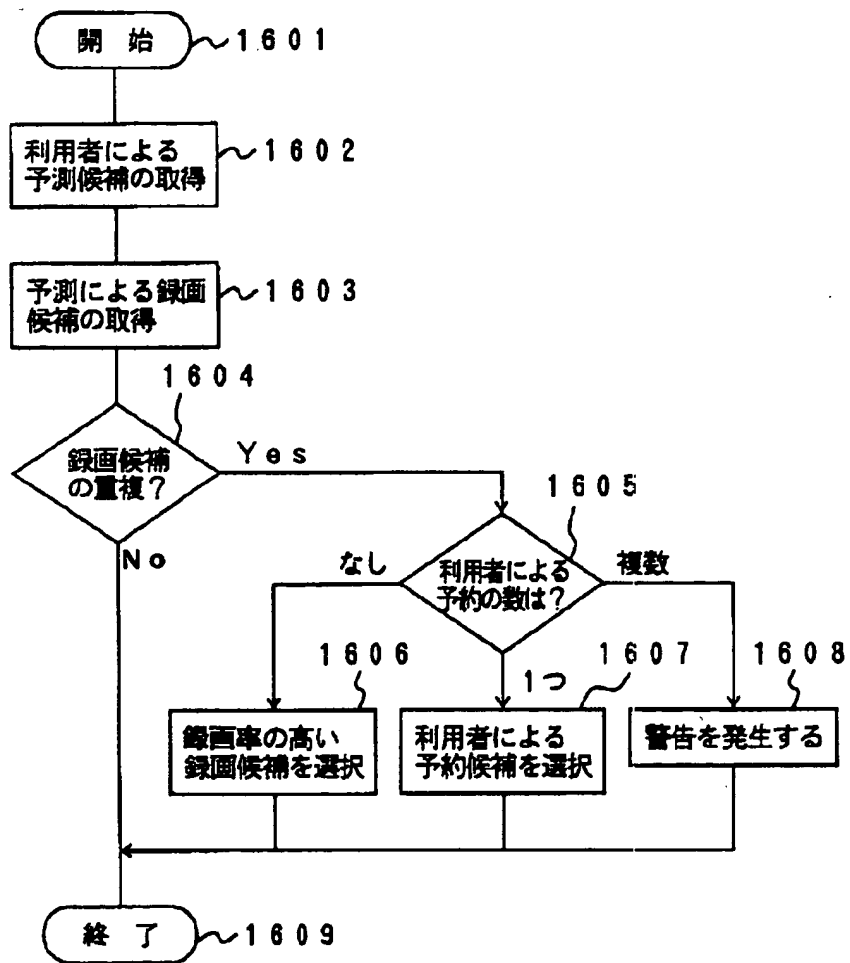 開 始
1601
利用者による
予測候補の取得
1602
予測による録画
候補の取得
1603
1604
録画候補
の重複？
Yes
No
1605
利用者による
予約の数は？
なし
複数
1つ
1606
録画率の高い
録画候補を選択
1607
利用者による
予約候補を選択
1608
警告を発生する
終 了
1609